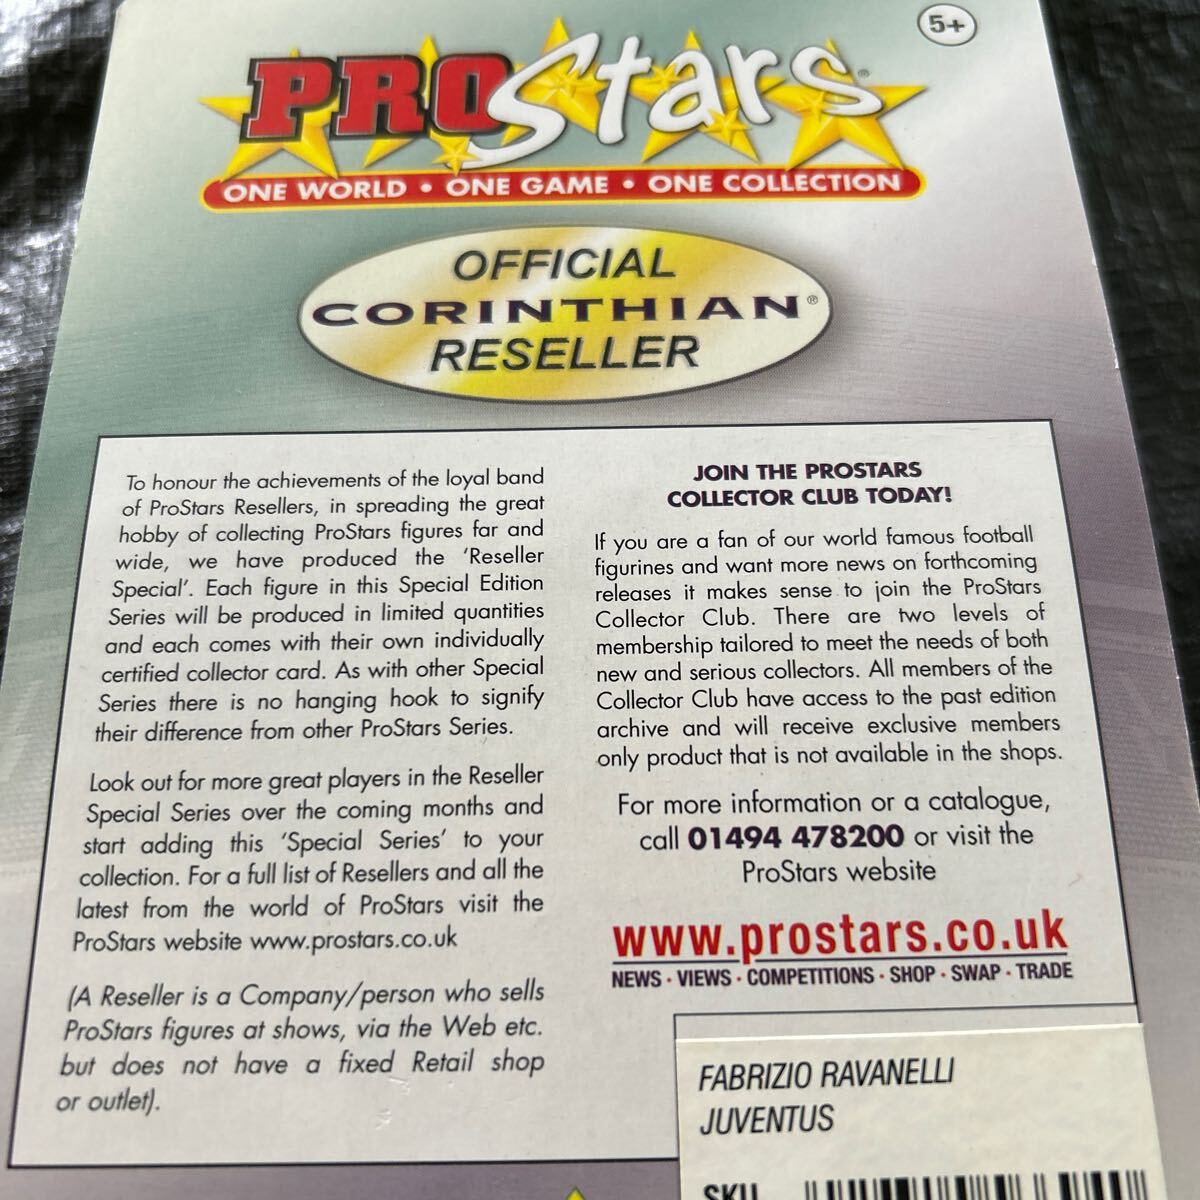 5+
PROStars®
ONE WORLD • ONE GAME • ONE COLLECTION
OFFICIAL
CORINTHIAN®
RESELLER
To honour the achievements of the loyal band
of ProStars Resellers, in spreading the great
hobby of collecting ProStars figures far and
wide, we have produced the ‘Reseller
Special’. Each figure in this Special Edition
Series will be produced in limited quantities
and each comes with their own individually
certified collector card. As with other Special
Series there is no hanging hook to signify
their difference from other ProStars Series.
Look out for more great players in the Reseller
Special Series over the coming months and
start adding this ‘Special Series’ to your
collection. For a full list of Resellers and all the
latest from the world of ProStars visit the
ProStars website www.prostars.co.uk
(A Reseller is a Company/person who sells
ProStars figures at shows, via the Web etc.
but does not have a fixed Retail shop
or outlet).
JOIN THE PROSTARS
COLLECTOR CLUB TODAY!
If you are a fan of our world famous football
figurines and want more news on forthcoming
releases it makes sense to join the ProStars
Collector Club. There are two levels of
membership tailored to meet the needs of both
new and serious collectors. All members of the
Collector Club have access to the past edition
archive and will receive exclusive members
only product that is not available in the shops.
For more information or a catalogue,
call 01494 478200 or visit the
ProStars website
www.prostars.co.uk
NEWS · VIEWS · COMPETITIONS · SHOP · SWAP · TRADE
FABRIZIO RAVANELLI
JUVENTUS
SKU